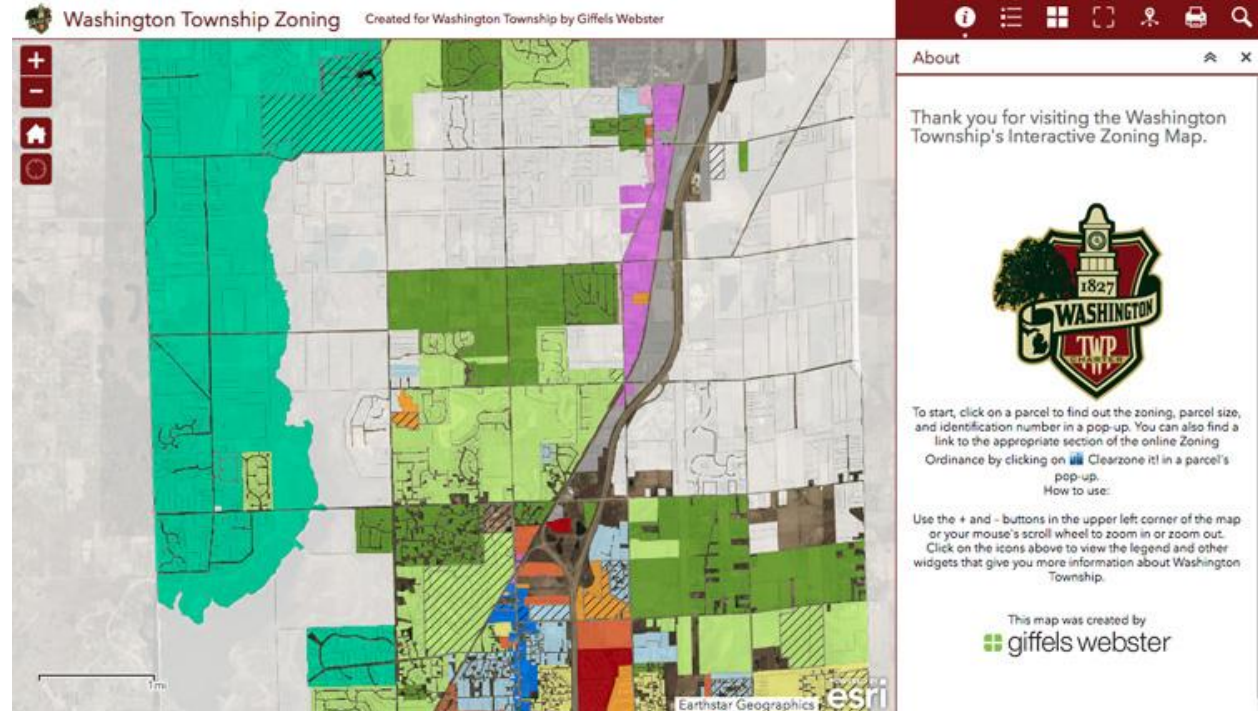 Washington Township Zoning
Created for Washington Township by Giffels Webster
+
-
About
Thank you for visiting the Washington
Township's Interactive Zoning Map.
1827
WASHINGTON
TWP
CHARTER
To start, click on a parcel to find out the zoning, parcel size,
and identification number in a pop-up. You can also find a
link to the appropriate section of the online Zoning
Ordinance by clicking on Clearzone it! in a parcel's
pop-up.
How to use:
Use the + and - buttons in the upper left corner of the map
or your mouse's scroll wheel to zoom in or zoom out.
Click on the icons above to view the legend and other
widgets that give you more information about Washington
Township.
This map was created by
giffels webster
1mi
POWERED BY
esri
Earthstar Geographics